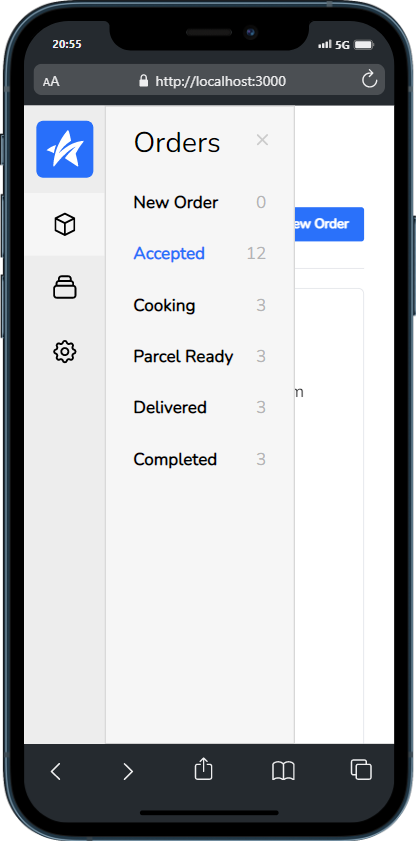 20:55
5G
AA
http://localhost:3000
Orders
×
New Order 0
ew Order
Accepted 12
Cooking 3
Parcel Ready 3
m
Delivered 3
Completed 3